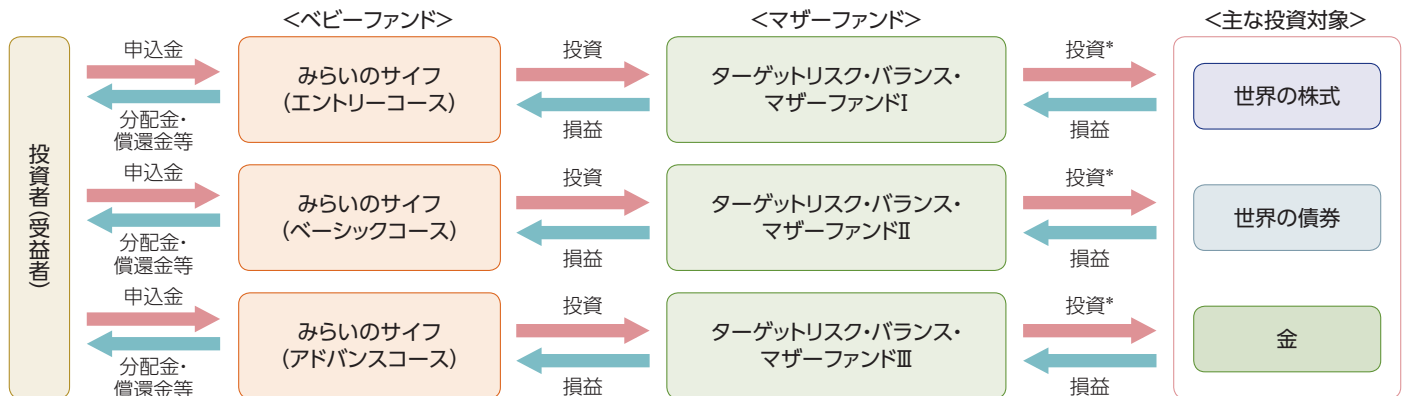 <ベビーファンド>
<マザーファンド>
<主な投資対象>
投資者(受益者)
申込金
分配金・
償還金等
みらいのサイフ
(エントリーコース)
投資
損益
ターゲットリスク・バランス・
マザーファンドⅠ
投資*
損益
世界の株式
申込金
分配金・
償還金等
みらいのサイフ
(ベーシックコース)
投資
損益
ターゲットリスク・バランス・
マザーファンドⅡ
投資*
損益
世界の債券
申込金
分配金・
償還金等
みらいのサイフ
(アドバンスコース)
投資
損益
ターゲットリスク・バランス・
マザーファンドⅢ
投資*
損益
金